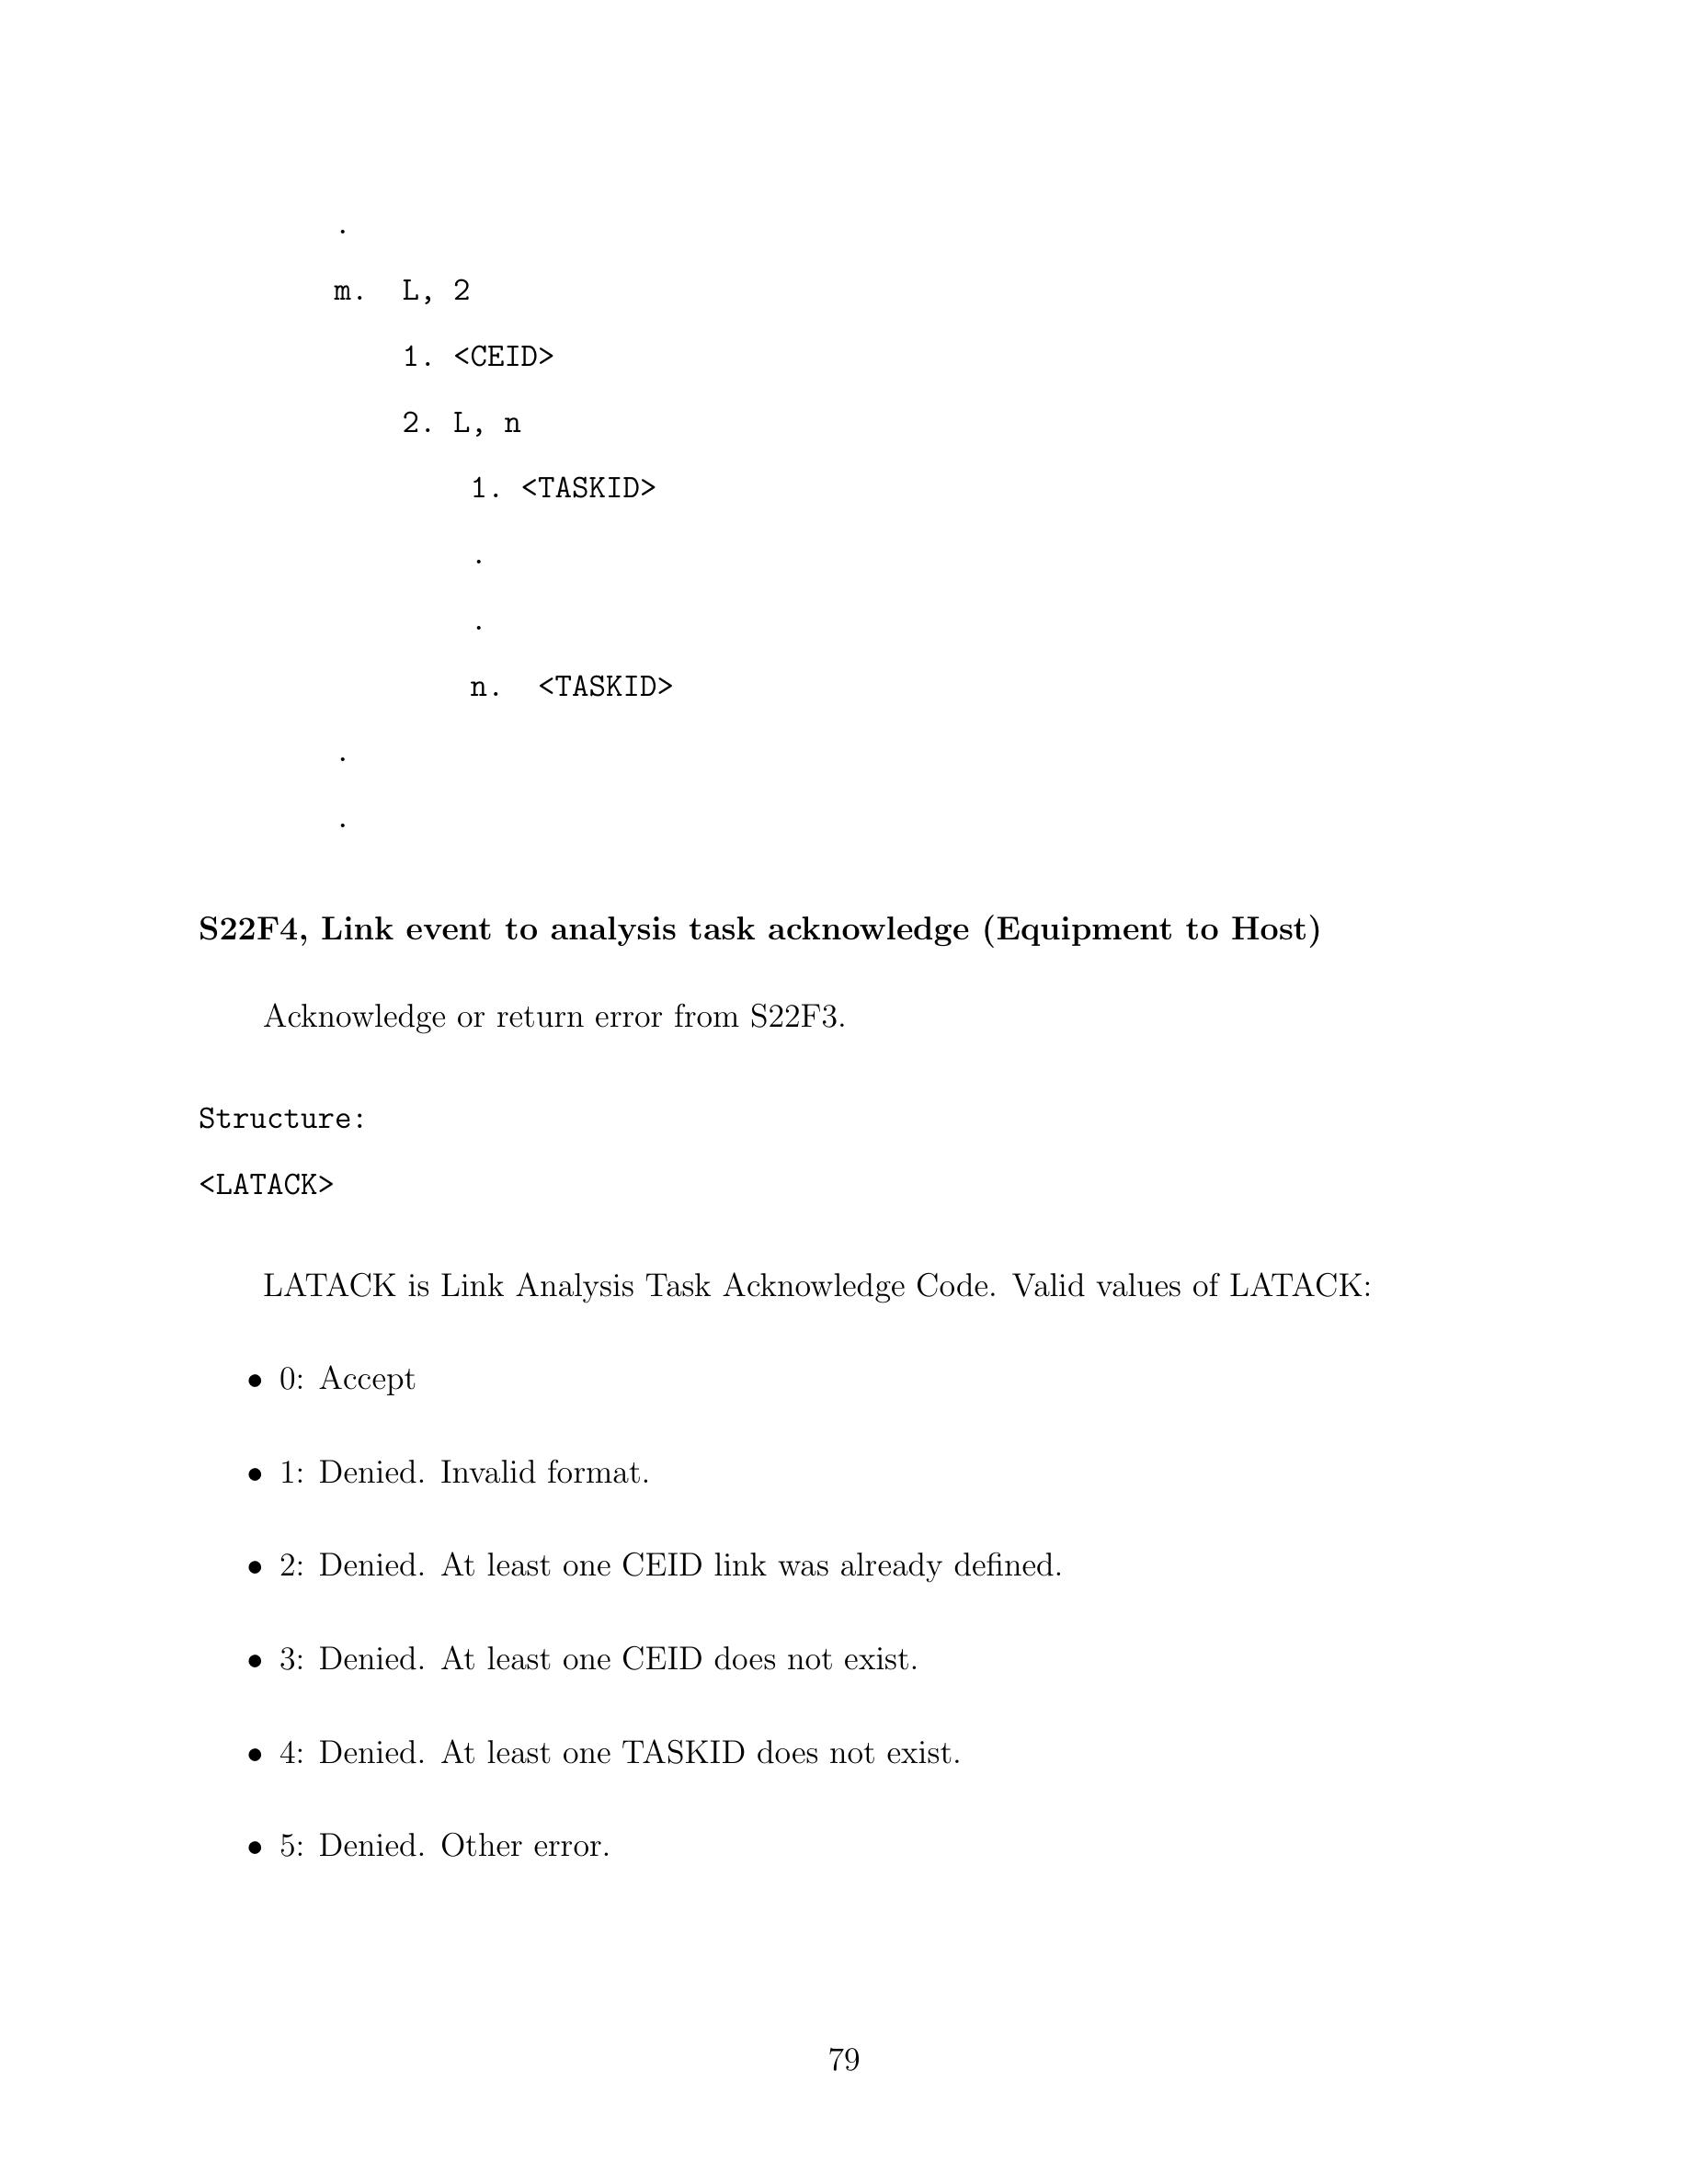 .
m.  L, 2
1. <CEID>
2. L, n
1. <TASKID>
.
.
n.  <TASKID>
.
.
S22F4, Link event to analysis task acknowledge (Equipment to Host)
Acknowledge or return error from S22F3.
Structure:
<LATACK>
LATACK is Link Analysis Task Acknowledge Code. Valid values of LATACK:
• 0: Accept
• 1: Denied. Invalid format.
• 2: Denied. At least one CEID link was already defined.
• 3: Denied. At least one CEID does not exist.
• 4: Denied. At least one TASKID does not exist.
• 5: Denied. Other error.
79